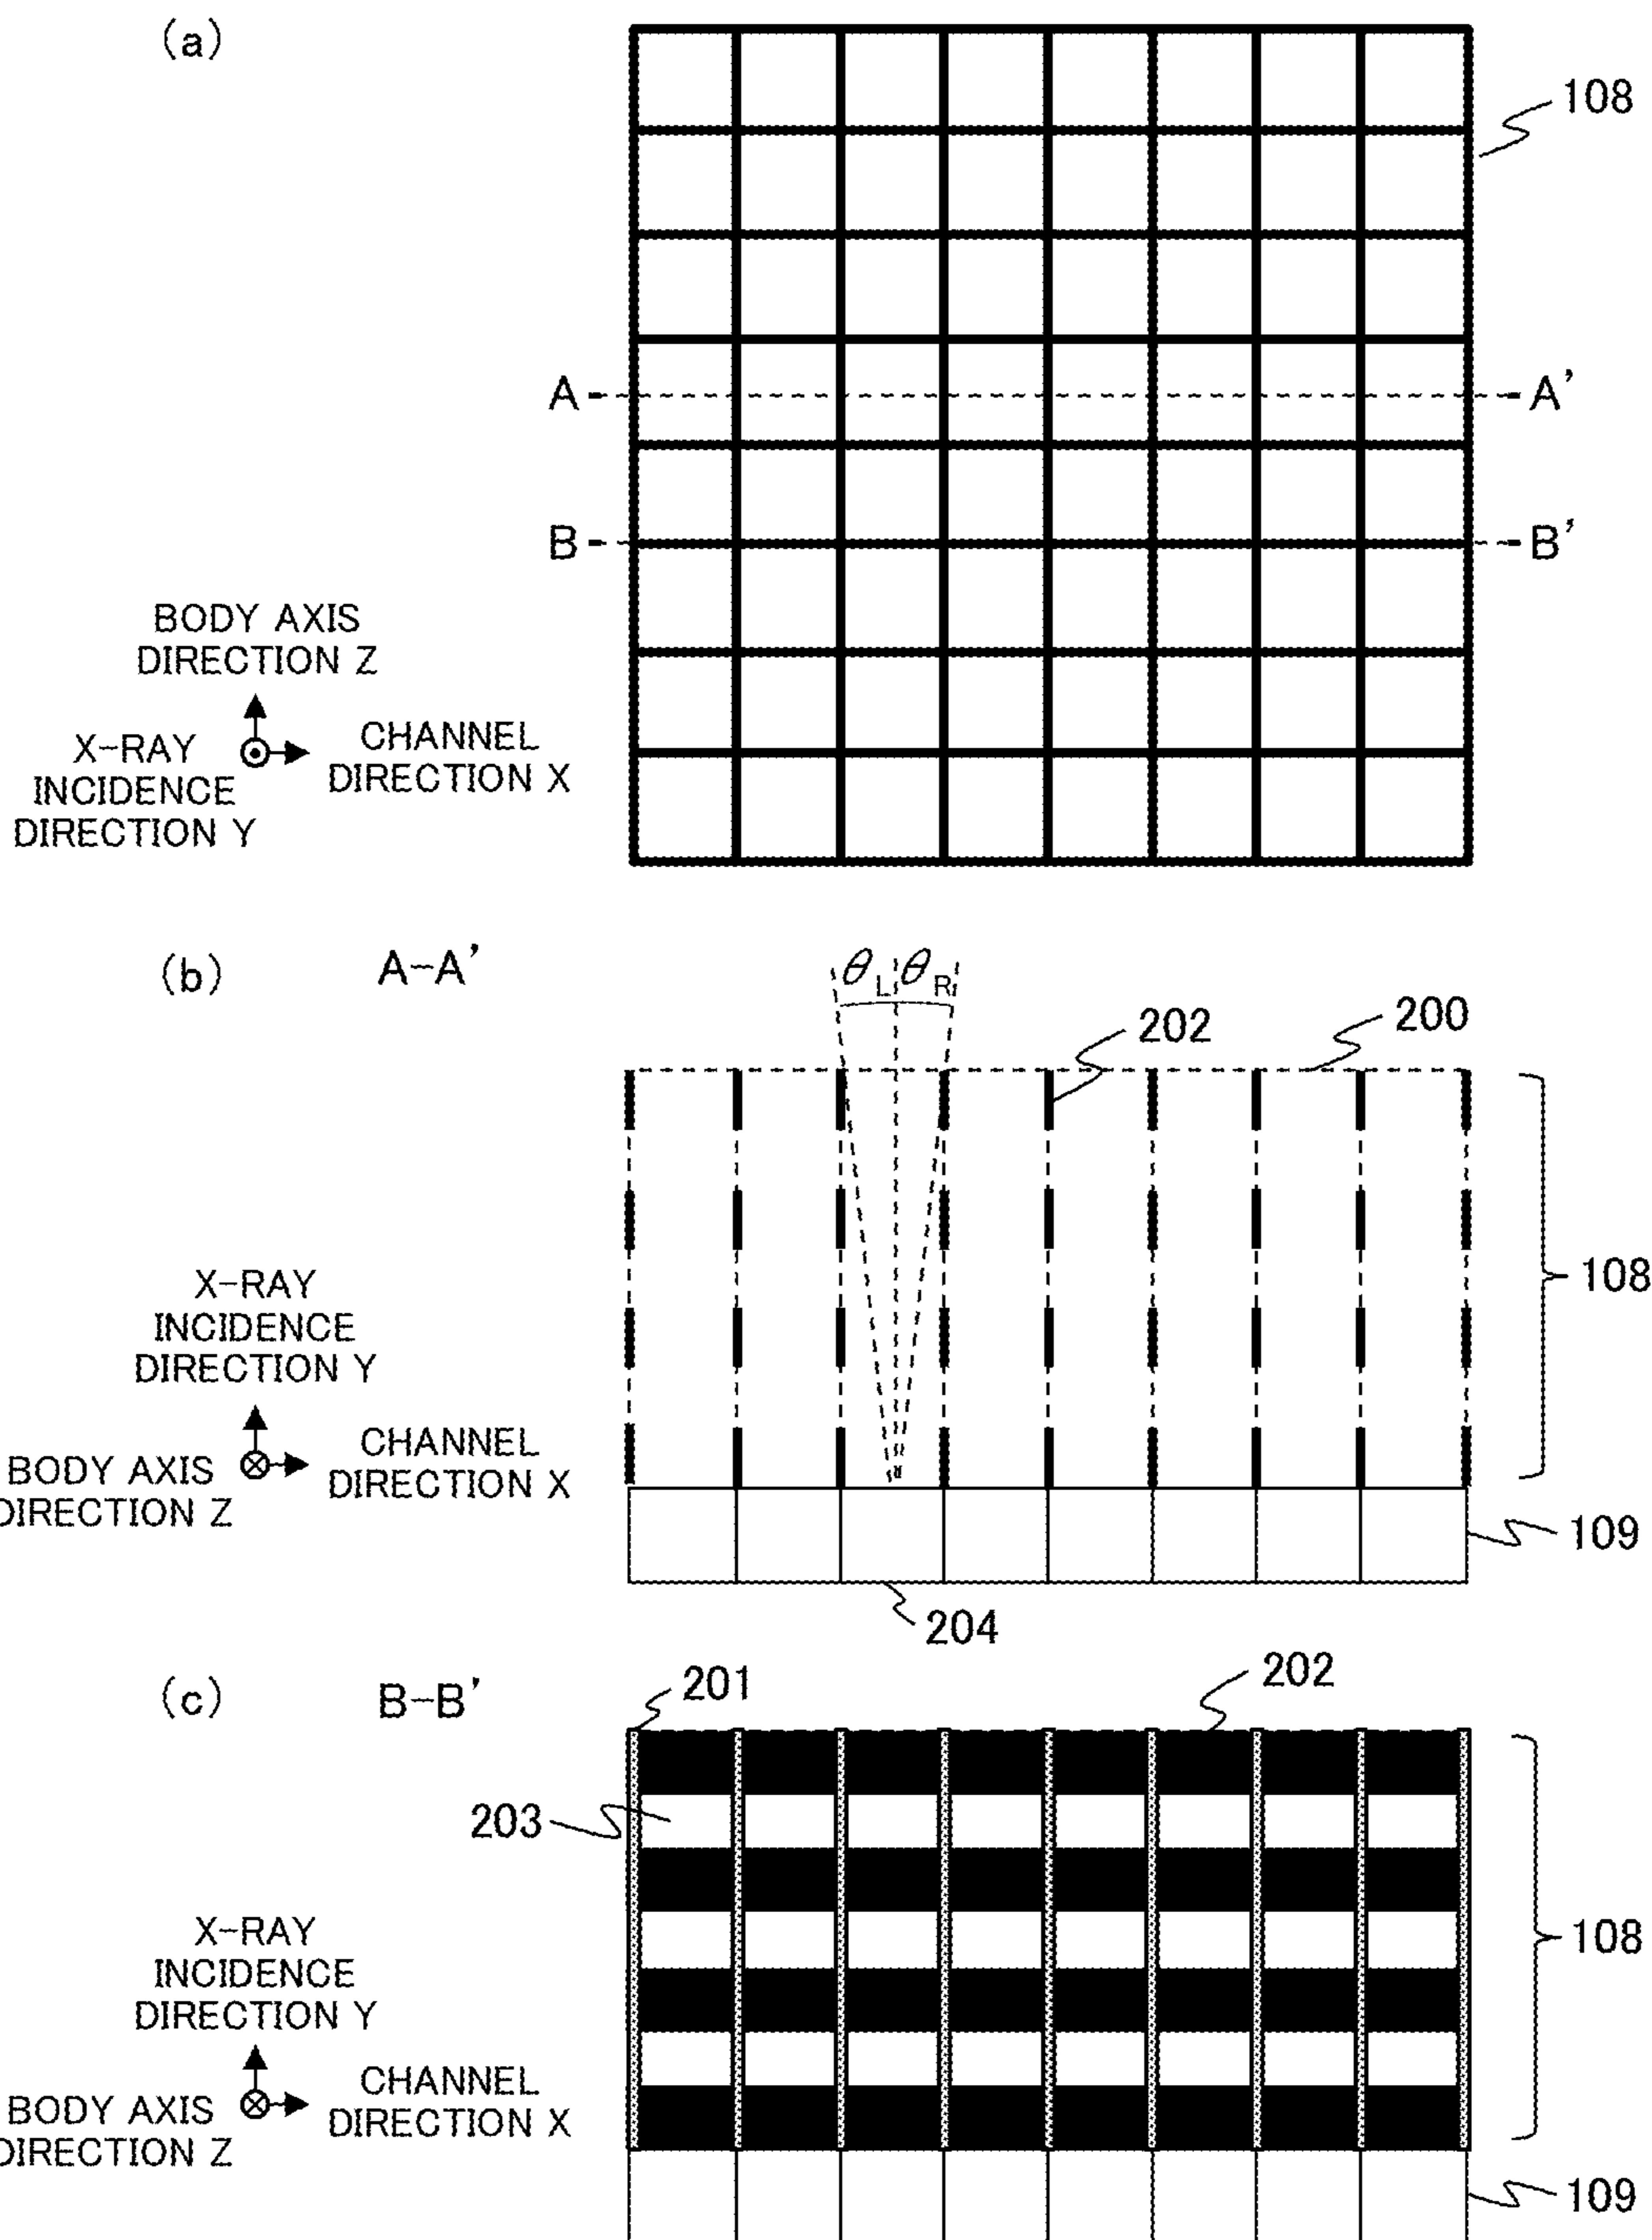 (a)
108
A
A'
B
B'
BODY AXIS
DIRECTION Z
X-RAY
INCIDENCE
DIRECTION Y
CHANNEL
DIRECTION X
(b)
A-A'
θL
θR
202
200
108
X-RAY
INCIDENCE
DIRECTION Y
BODY AXIS
DIRECTION Z
CHANNEL
DIRECTION X
109
204
(c)
B-B'
201
202
203
108
X-RAY
INCIDENCE
DIRECTION Y
BODY AXIS
DIRECTION Z
CHANNEL
DIRECTION X
109